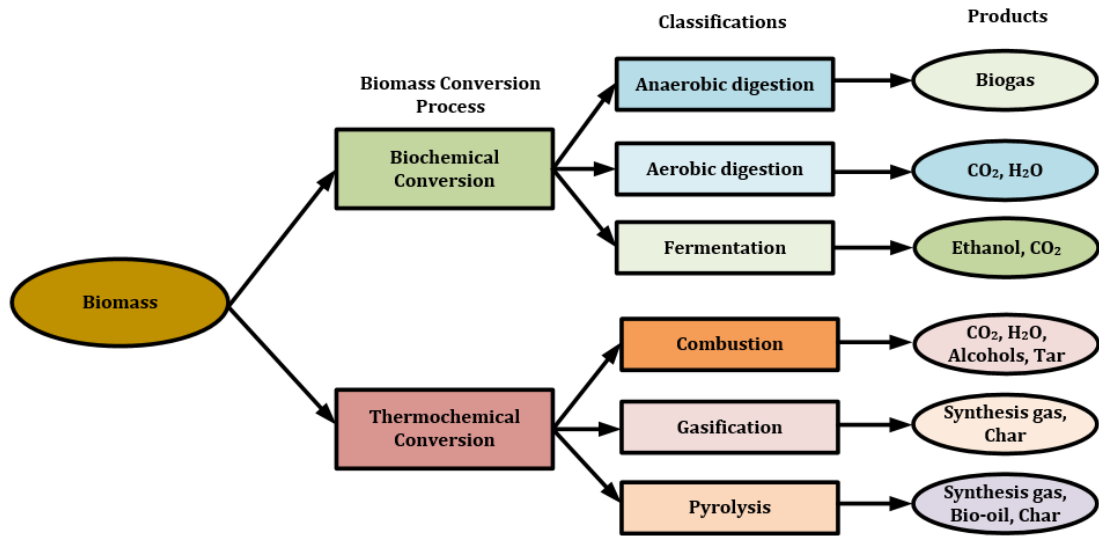 Classifications
Products
Biomass Conversion
Process
Anaerobic digestion
Biogas
Biochemical
Conversion
Aerobic digestion
CO₂, H₂O
Fermentation
Ethanol, CO₂
Biomass
Combustion
CO₂, H₂O,
Alcohols, Tar
Thermochemical
Conversion
Gasification
Synthesis gas,
Char
Pyrolysis
Synthesis gas,
Bio-oil, Char